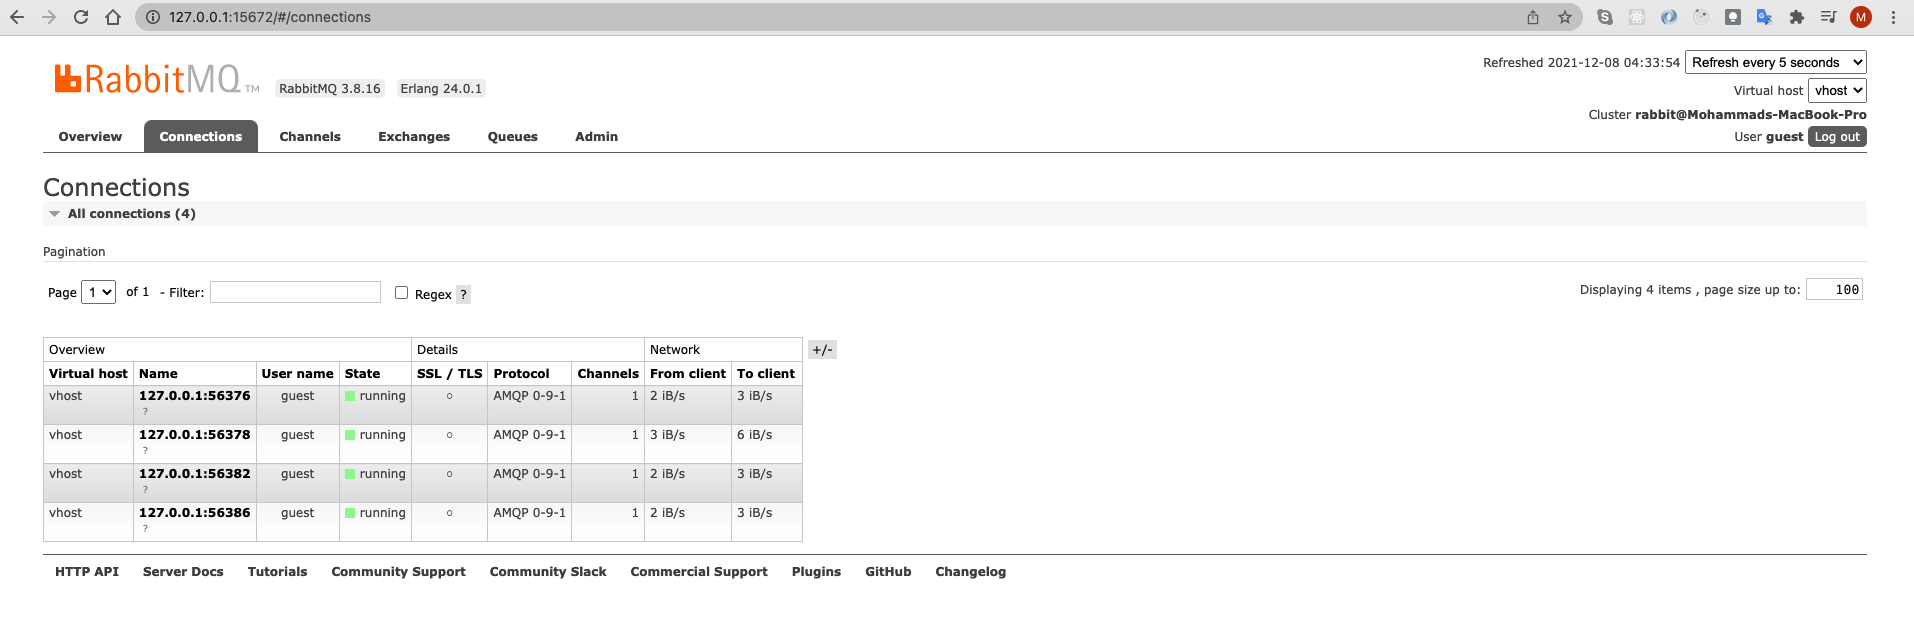 127.0.0.1:15672/#/connections
M
RabbitMQ TM RabbitMQ 3.8.16 Erlang 24.0.1
Refreshed 2021-12-08 04:33:54 Refresh every 5 seconds
Virtual host vhost
Cluster rabbit@Mohammads-MacBook-Pro
User guest Log out
Overview Connections Channels Exchanges Queues Admin
Connections
All connections (4)
Pagination
Page 1 of 1 - Filter: Regex ? Displaying 4 items , page size up to: 100
Overview Details Network +/-
Virtual host Name User name State SSL / TLS Protocol Channels From client To client
vhost 127.0.0.1:56376 guest running ○ AMQP 0-9-1 1 2 iB/s 3 iB/s
?
vhost 127.0.0.1:56378 guest running ○ AMQP 0-9-1 1 3 iB/s 6 iB/s
?
vhost 127.0.0.1:56382 guest running ○ AMQP 0-9-1 1 2 iB/s 3 iB/s
?
vhost 127.0.0.1:56386 guest running ○ AMQP 0-9-1 1 2 iB/s 3 iB/s
?
HTTP API Server Docs Tutorials Community Support Community Slack Commercial Support Plugins GitHub Changelog